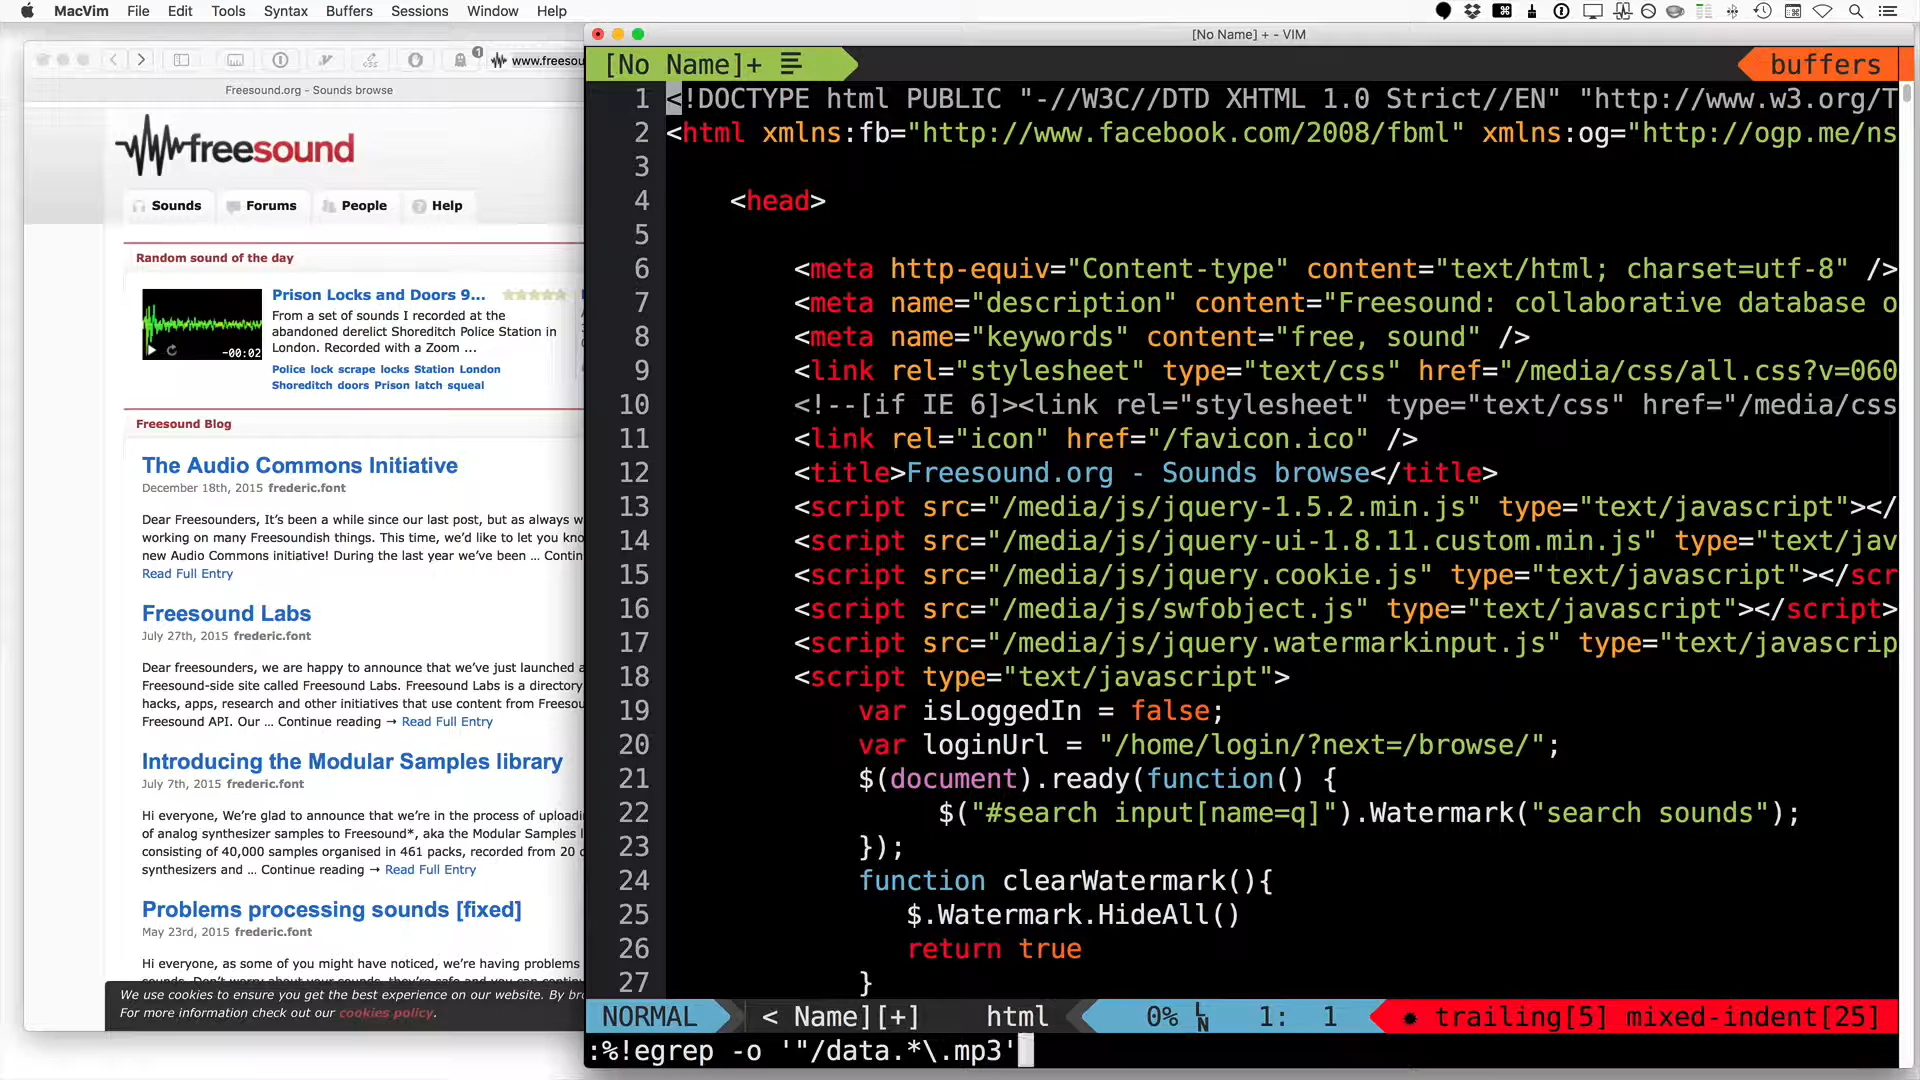 MacVim File Edit Tools Syntax Buffers Sessions Window Help
1 www.freesou
Freesound.org - Sounds browse
freesound
Sounds Forums People Help
Random sound of the day
Prison Locks and Doors 9...
From a set of sounds I recorded at the
abandoned derelict Shoreditch Police Station in
London. Recorded with a Zoom ...
-00:02
Police lock scrape locks Station London
Shoreditch doors Prison latch squeal
Freesound Blog
The Audio Commons Initiative
December 18th, 2015 frederic.font
Dear Freesounders, It's been a while since our last post, but as always w
working on many Freesoundish things. This time, we'd like to let you kno
new Audio Commons initiative! During the last year we've been ... Contin
Read Full Entry
Freesound Labs
July 27th, 2015 frederic.font
Dear freesounders, we are happy to announce that we've just launched a
Freesound-side site called Freesound Labs. Freesound Labs is a directory
hacks, apps, research and other initiatives that use content from Freesou
Freesound API. Our ... Continue reading → Read Full Entry
Introducing the Modular Samples library
July 7th, 2015 frederic.font
Hi everyone, We're glad to announce that we're in the process of uploadi
of analog synthesizer samples to Freesound*, aka the Modular Samples l
consisting of 40,000 samples organised in 461 packs, recorded from 20 d
synthesizers and ... Continue reading → Read Full Entry
Problems processing sounds [fixed]
May 23rd, 2015 frederic.font
Hi everyone, as some of you might have noticed, we're having problems
We use cookies to ensure you get the best experience on our website. By bro
For more information check out our cookies policy.
[No Name] + - VIM
[No Name]+ buffers
1 <!DOCTYPE html PUBLIC "-//W3C//DTD XHTML 1.0 Strict//EN" "http://www.w3.org/T
2 <html xmlns:fb="http://www.facebook.com/2008/fbml" xmlns:og="http://ogp.me/ns
3
4 <head>
5
6 <meta http-equiv="Content-type" content="text/html; charset=utf-8" />
7 <meta name="description" content="Freesound: collaborative database o
8 <meta name="keywords" content="free, sound" />
9 <link rel="stylesheet" type="text/css" href="/media/css/all.css?v=060
10 <!--[if IE 6]><link rel="stylesheet" type="text/css" href="/media/css
11 <link rel="icon" href="/favicon.ico" />
12 <title>Freesound.org - Sounds browse</title>
13 <script src="/media/js/jquery-1.5.2.min.js" type="text/javascript"></
14 <script src="/media/js/jquery-ui-1.8.11.custom.min.js" type="text/jav
15 <script src="/media/js/jquery.cookie.js" type="text/javascript"></scr
16 <script src="/media/js/swfobject.js" type="text/javascript"></script>
17 <script src="/media/js/jquery.watermarkinput.js" type="text/javascrip
18 <script type="text/javascript">
19 var isLoggedIn = false;
20 var loginUrl = "/home/login/?next=/browse/";
21 $(document).ready(function() {
22 $("#search input[name=q]").Watermark("search sounds");
23 });
24 function clearWatermark(){
25 $.Watermark.HideAll()
26 return true
27 }
NORMAL < Name][+] html 0% LN 1: 1 trailing[5] mixed-indent[25]
:%!egrep -o '"/data.*\.mp3'